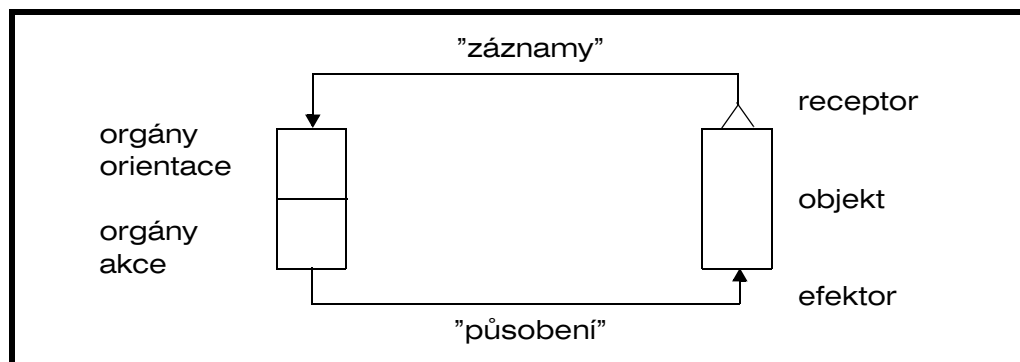 ”záznamy”
receptor
orgány
orientace
objekt
orgány
akce
efektor
”působení”